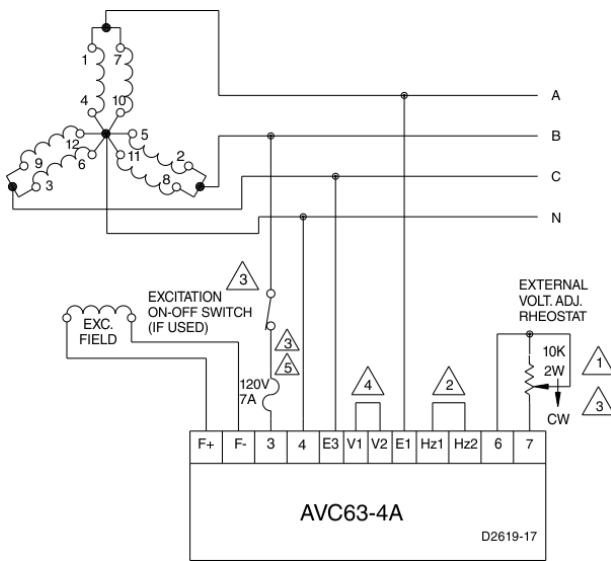 1 7
4 10
A
12 5
B
9 6 11 2
3 8
C
N
3
EXCITATION
ON-OFF SWITCH
(IF USED)
EXC.
FIELD
EXTERNAL
VOLT. ADJ.
RHEOSTAT
3
5
4
2
10K
2W
1
120V
7A
CW
3
F+ F- 3 4 E3 V1 V2 E1 Hz1 Hz2 6 7
AVC63-4A
D2619-17